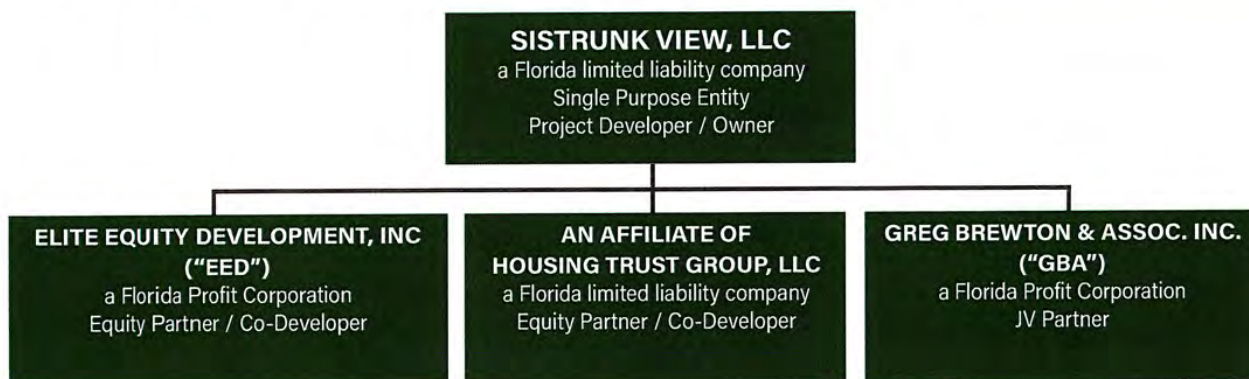 SISTRUNK VIEW, LLC
a Florida limited liability company
Single Purpose Entity
Project Developer / Owner
ELITE EQUITY DEVELOPMENT, INC
(“EED”)
a Florida Profit Corporation
Equity Partner / Co-Developer
AN AFFILIATE OF
HOUSING TRUST GROUP, LLC
a Florida limited liability company
Equity Partner / Co-Developer
GREG BREWTON & ASSOC. INC.
(“GBA”)
a Florida Profit Corporation
JV Partner